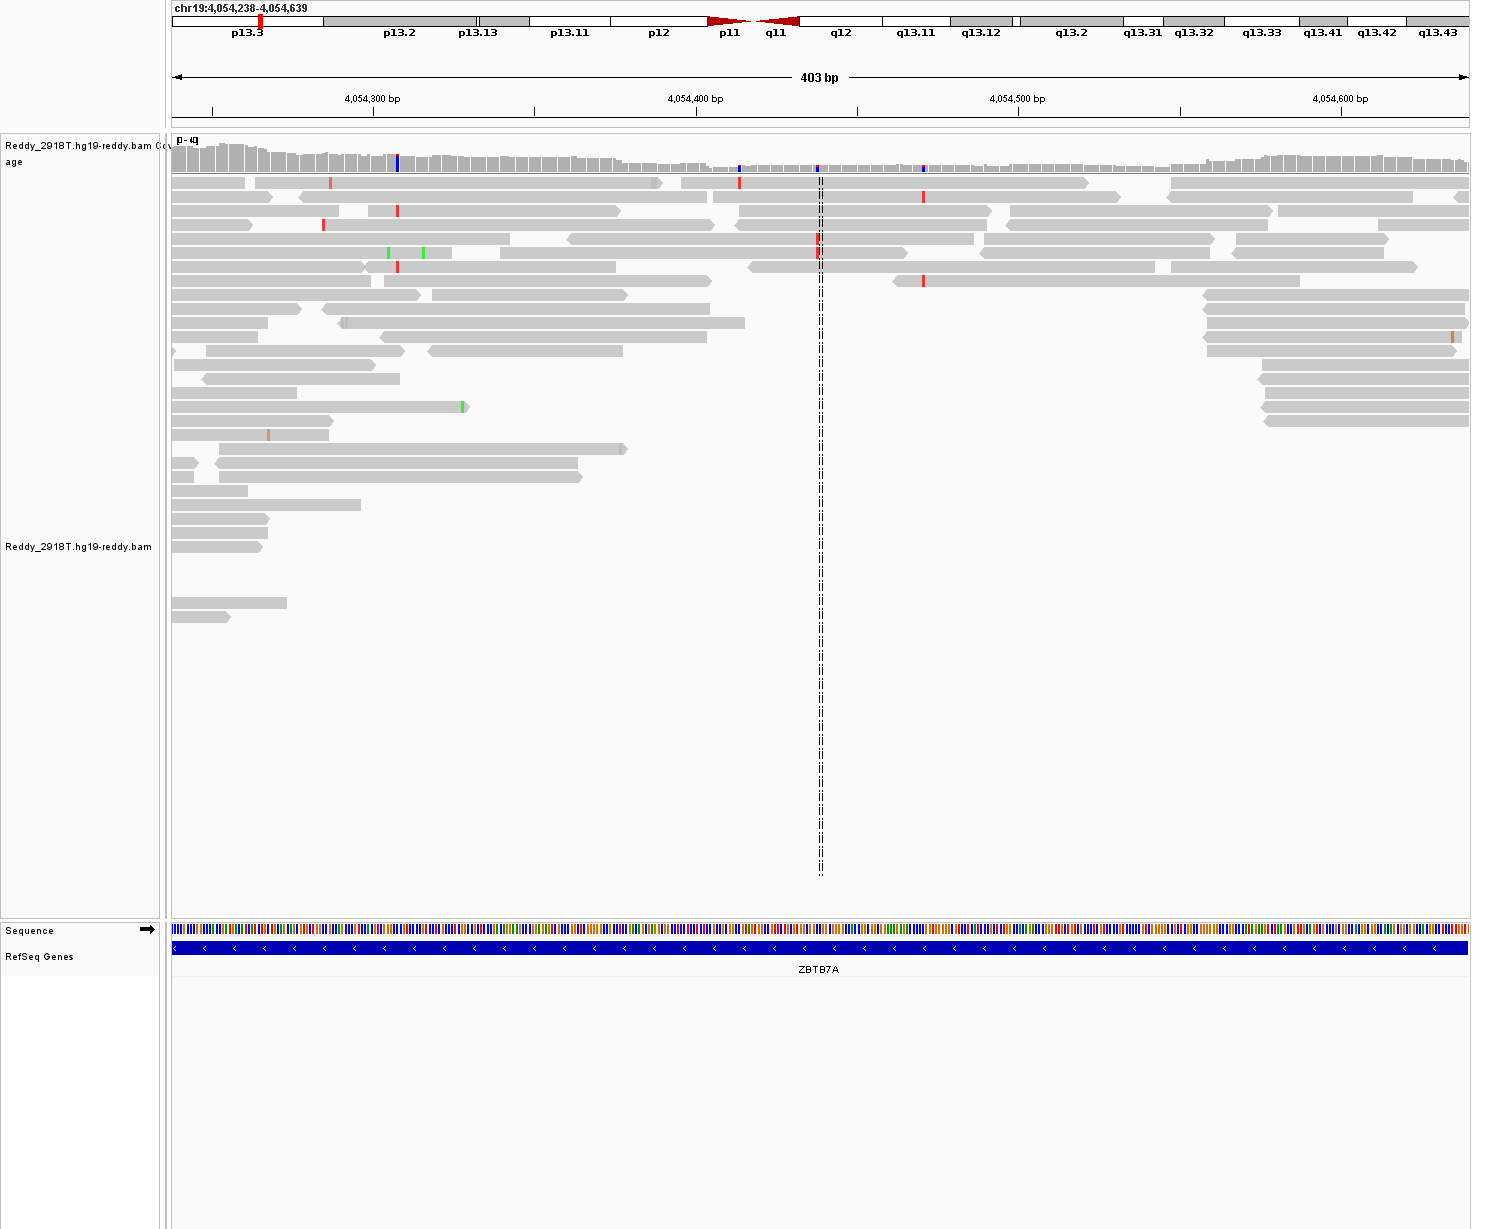 chr19:4,054,238-4,054,639
p13.3 p13.2 p13.13 p13.11 p12 p11 q11 q12 q13.11 q13.12 q13.2 q13.31 q13.32 q13.33 q13.41 q13.42 q13.43
403 bp
4,054,300 bp 4,054,400 bp 4,054,500 bp 4,054,600 bp
Reddy_2918T.hg19-reddy.bam Cov
age
Reddy_2918T.hg19-reddy.bam
Sequence
RefSeq Genes
ZBTB7A